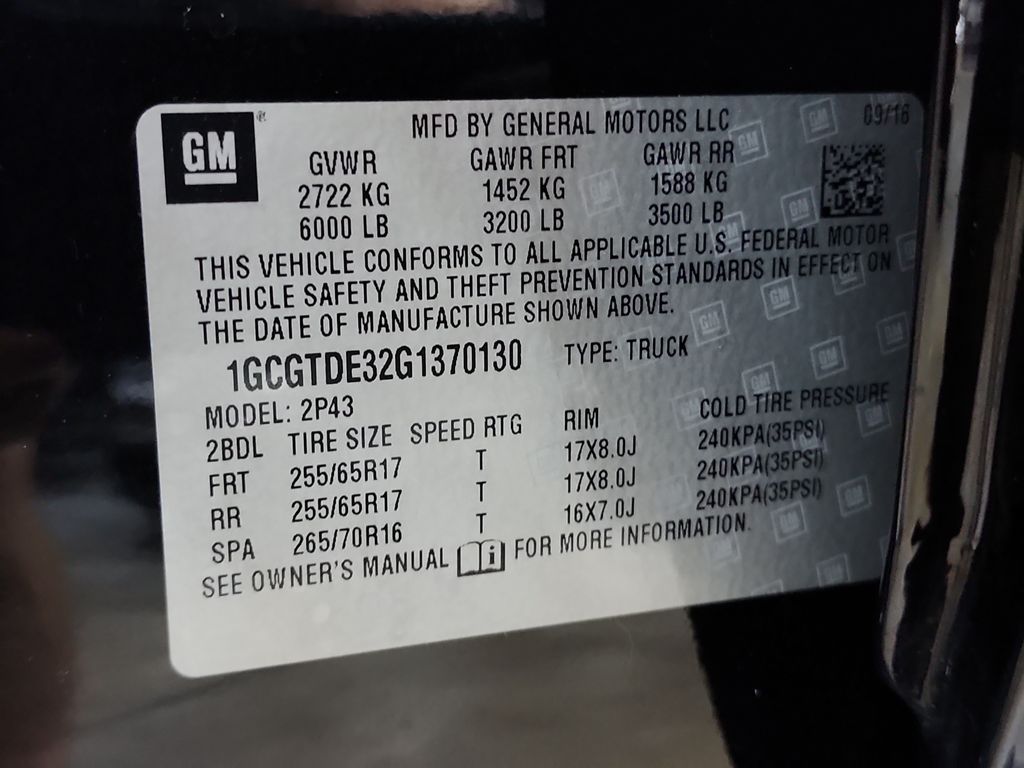 GM
MFD BY GENERAL MOTORS LLC 09/16
GVWR GAWR FRT GAWR RR
2722 KG 1452 KG 1588 KG
6000 LB 3200 LB 3500 LB
THIS VEHICLE CONFORMS TO ALL APPLICABLE U.S. FEDERAL MOTOR
VEHICLE SAFETY AND THEFT PREVENTION STANDARDS IN EFFECT ON
THE DATE OF MANUFACTURE SHOWN ABOVE.
1GCGTDE32G1370130 TYPE: TRUCK
MODEL: 2P43
2BDL TIRE SIZE SPEED RTG RIM COLD TIRE PRESSURE
FRT 255/65R17 T 17X8.0J 240KPA(35PSI)
RR 255/65R17 T 17X8.0J 240KPA(35PSI)
SPA 265/70R16 T 16X7.0J 240KPA(35PSI)
SEE OWNER'S MANUAL i FOR MORE INFORMATION.